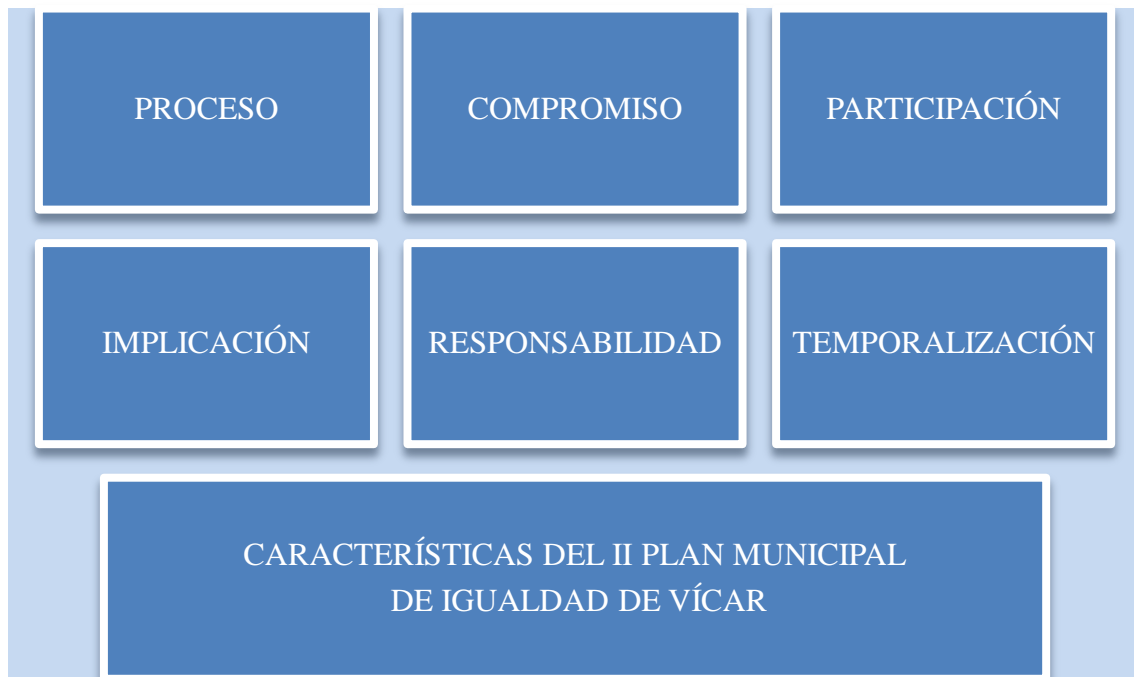 PROCESO
COMPROMISO
PARTICIPACIÓN
IMPLICACIÓN
RESPONSABILIDAD
TEMPORALIZACIÓN
CARACTERÍSTICAS DEL II PLAN MUNICIPAL
DE IGUALDAD DE VÍCAR